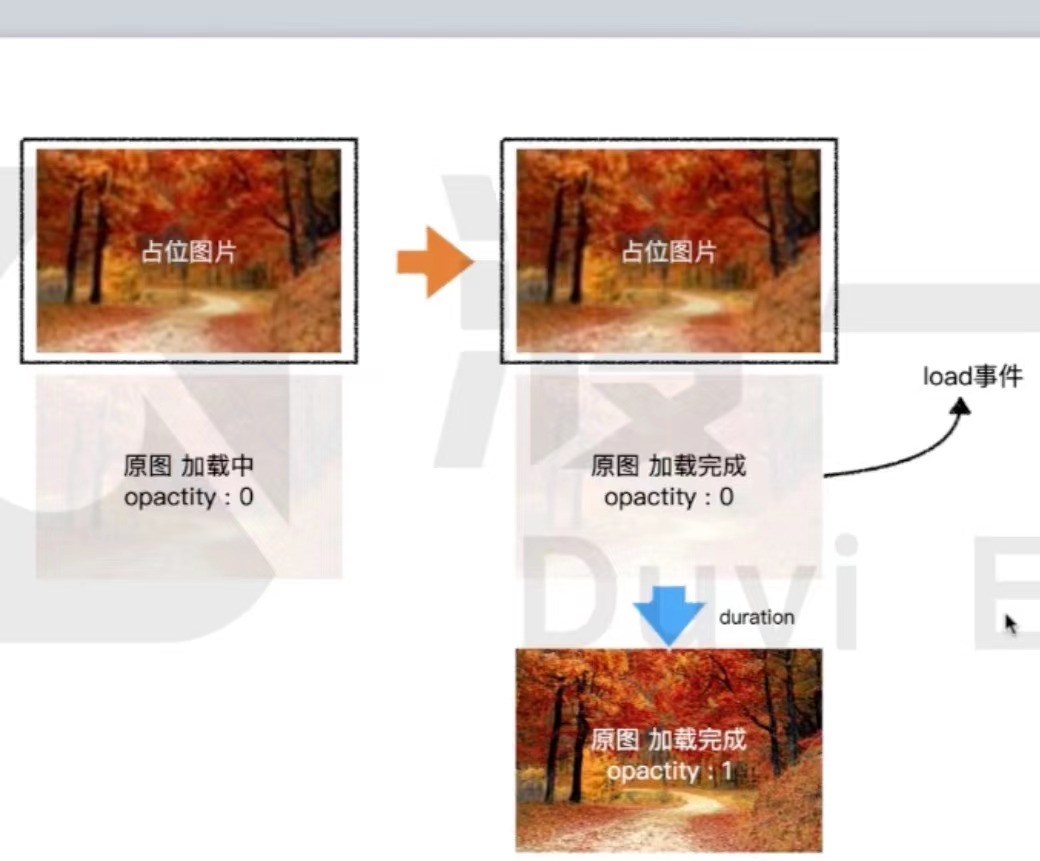 占位图片
占位图片
load事件
原图 加载中
opactity : 0
原图 加载完成
opactity : 0
duration
原图 加载完成
opactity : 1
Duyi E